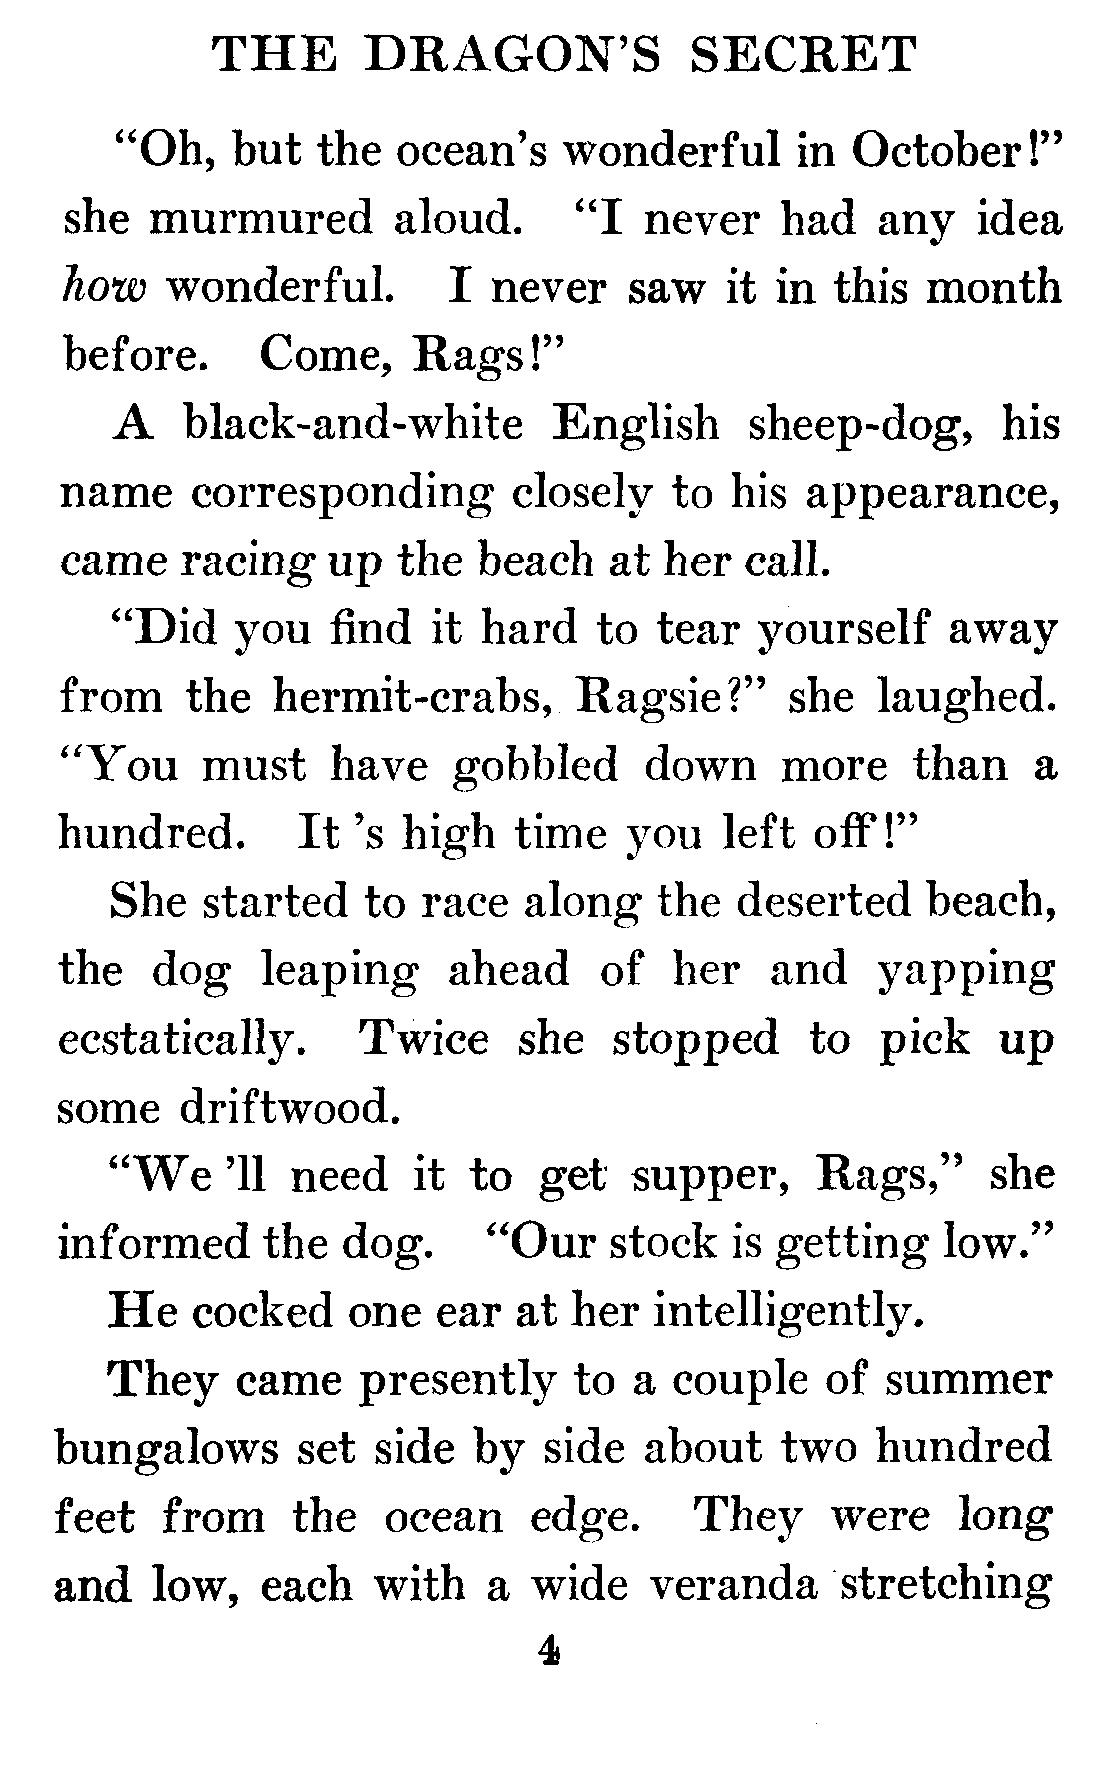 THE DRAGON'S SECRET
“Oh, but the ocean's wonderful in October!”
she murmured aloud. “I never had any idea
how wonderful. I never saw it in this month
before. Come, Rags!”
A black-and-white English sheep-dog, his
name corresponding closely to his appearance,
came racing up the beach at her call.
“Did you find it hard to tear yourself away
from the hermit-crabs, Ragsie?” she laughed.
“You must have gobbled down more than a
hundred. It 's high time you left off!”
She started to race along the deserted beach,
the dog leaping ahead of her and yapping
ecstatically. Twice she stopped to pick up
some driftwood.
“We 'll need it to get supper, Rags,” she
informed the dog. “Our stock is getting low.”
He cocked one ear at her intelligently.
They came presently to a couple of summer
bungalows set side by side about two hundred
feet from the ocean edge. They were long
and low, each with a wide veranda stretching
4